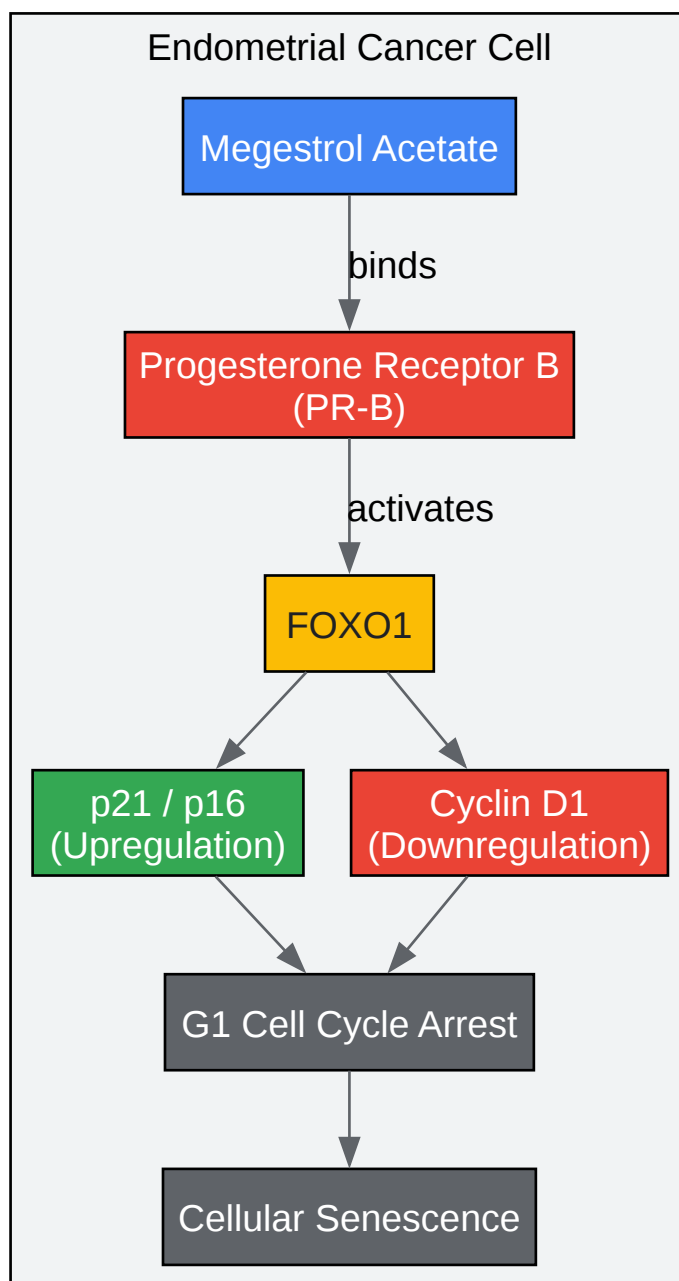 Endometrial Cancer Cell
Megestrol Acetate
binds
Progesterone Receptor B
(PR-B)
activates
FOXO1
p21 / p16
(Upregulation)
Cyclin D1
(Downregulation)
G1 Cell Cycle Arrest
Cellular Senescence